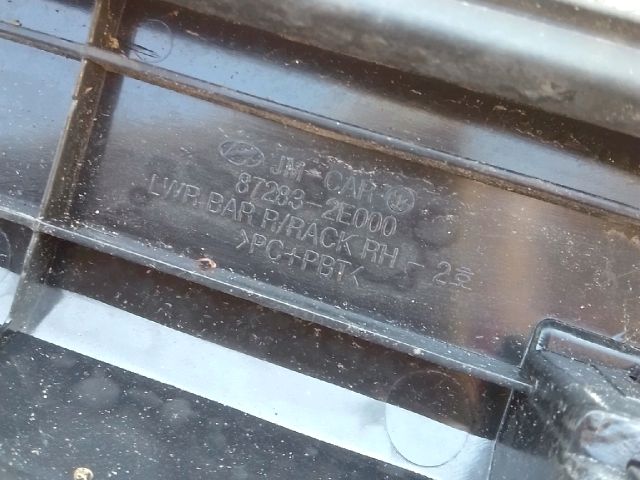 JM-CAR
87283-2E000
LWR BAR R/RACK RH - 2호
>PC+PBT<